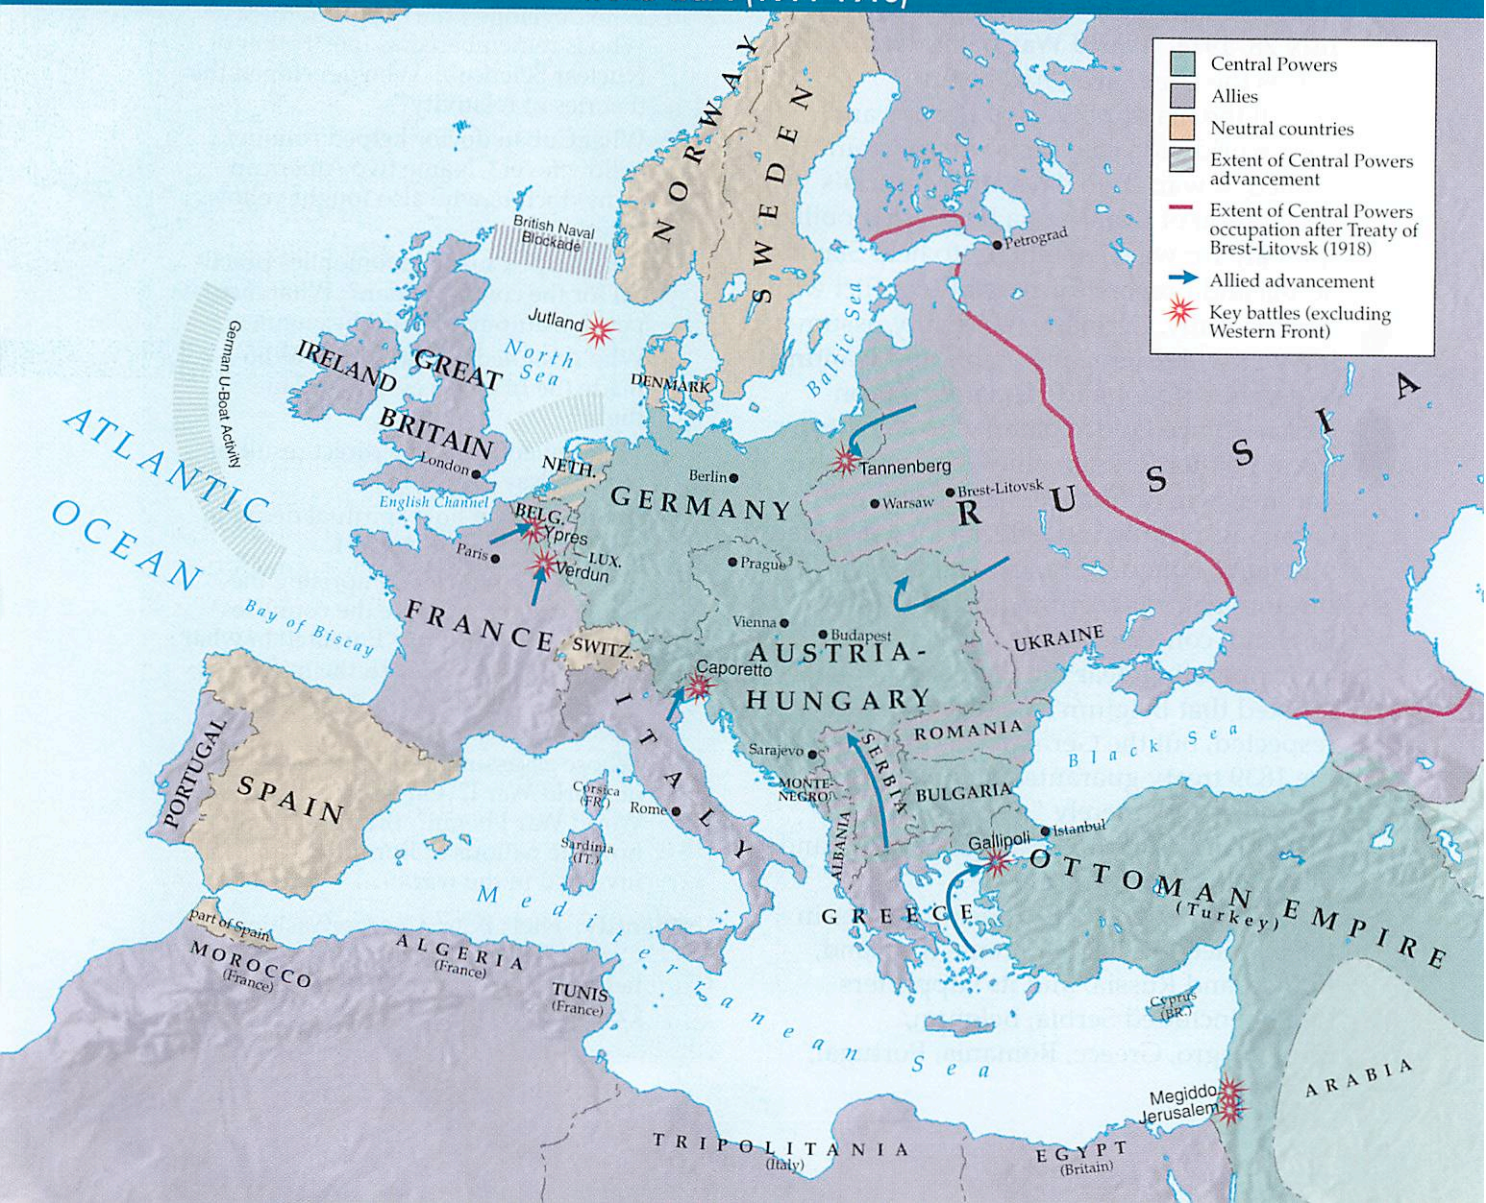 (1914-1918)
Central Powers
Allies
Neutral countries
Extent of Central Powers
advancement
Extent of Central Powers
occupation after Treaty of
Brest-Litovsk (1918)
Allied advancement
Key battles (excluding
Western Front)
NORWAY
SWEDEN
British Naval
Blockade
Petrograd
Jutland
North
Sea
Baltic Sea
German U-Boat Activity
IRELAND
GREAT
BRITAIN
London
DENMARK
ATLANTIC
OCEAN
English Channel
NETH.
Berlin
GERMANY
Tannenberg
Warsaw
Brest-Litovsk
RUSSIA
BELG.
Ypres
Paris
LUX.
Verdun
Prague
Bay of Biscay
FRANCE
SWITZ.
Vienna
Budapest
AUSTRIA-
HUNGARY
UKRAINE
Caporetto
ITALY
ROMANIA
Black Sea
Sarajevo
SERBIA
MONTE-
NEGRO
BULGARIA
PORTUGAL
SPAIN
Corsica
(FR.)
Rome
ALBANIA
Sardinia
(IT.)
Gallipoli
Istanbul
OTTOMAN EMPIRE
(Turkey)
GREECE
Mediterranean Sea
part of Spain
MOROCCO
(France)
ALGERIA
(France)
TUNIS
(France)
Cyprus
(BR.)
Megiddo
Jerusalem
ARABIA
TRIPOLITANIA
(Italy)
EGYPT
(Britain)